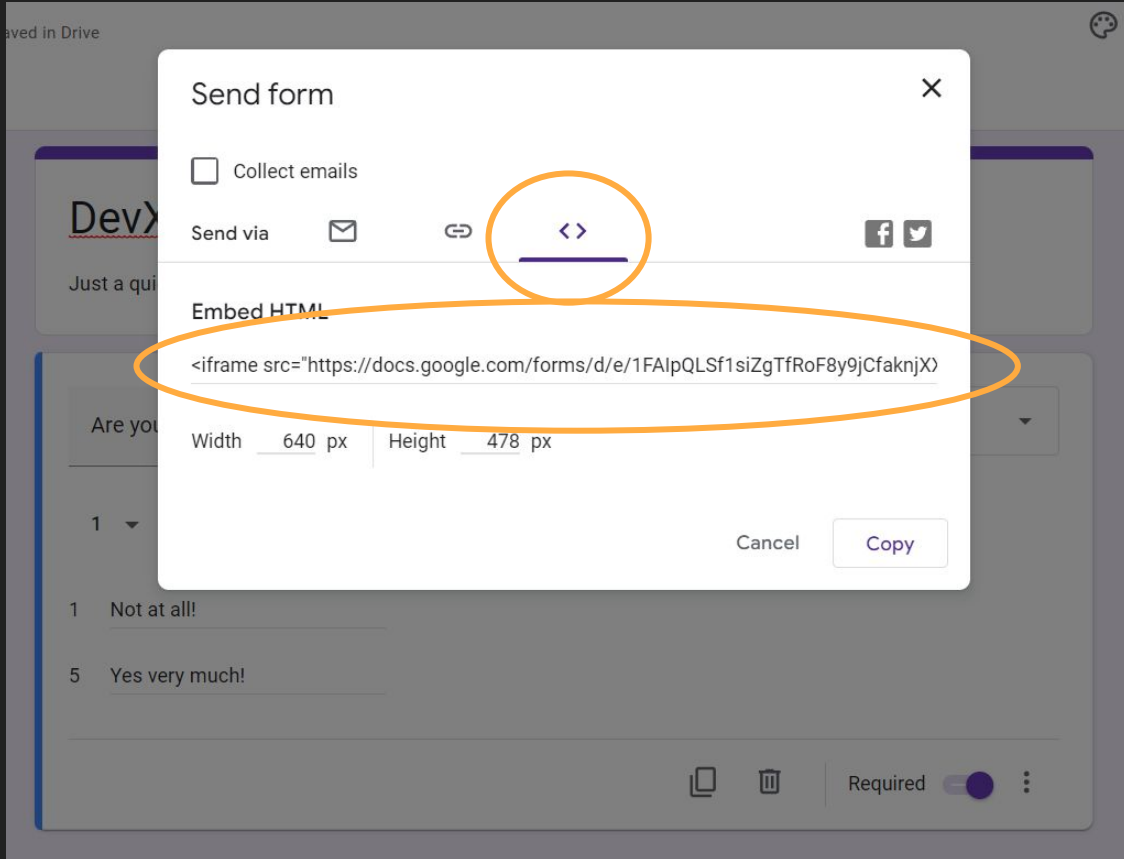 aved in Drive
Send form
Collect emails
DevX
Send via
Just a qui
Embed HTML
<iframe src="https://docs.google.com/forms/d/e/1FAIpQLSf1siZgTfRoF8y9jCfaknjXX
Are you
Width 640 px Height 478 px
1
Cancel Copy
1 Not at all!
5 Yes very much!
Required